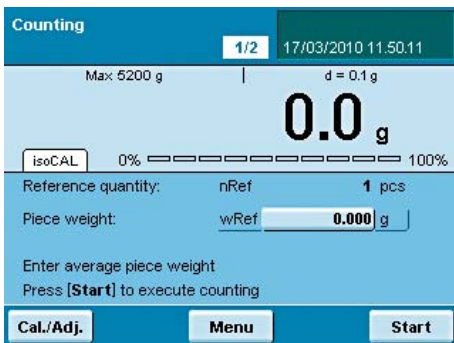 Counting
1/2 17/03/2010 11.50.11
Max 5200 g d = 0.1 g
0.0 g
isoCAL 0% 100%
Reference quantity: nRef 1 pcs
Piece weight: wRef 0.000 g
Enter average piece weight
Press [Start] to execute counting
Cal./Adj. Menu Start